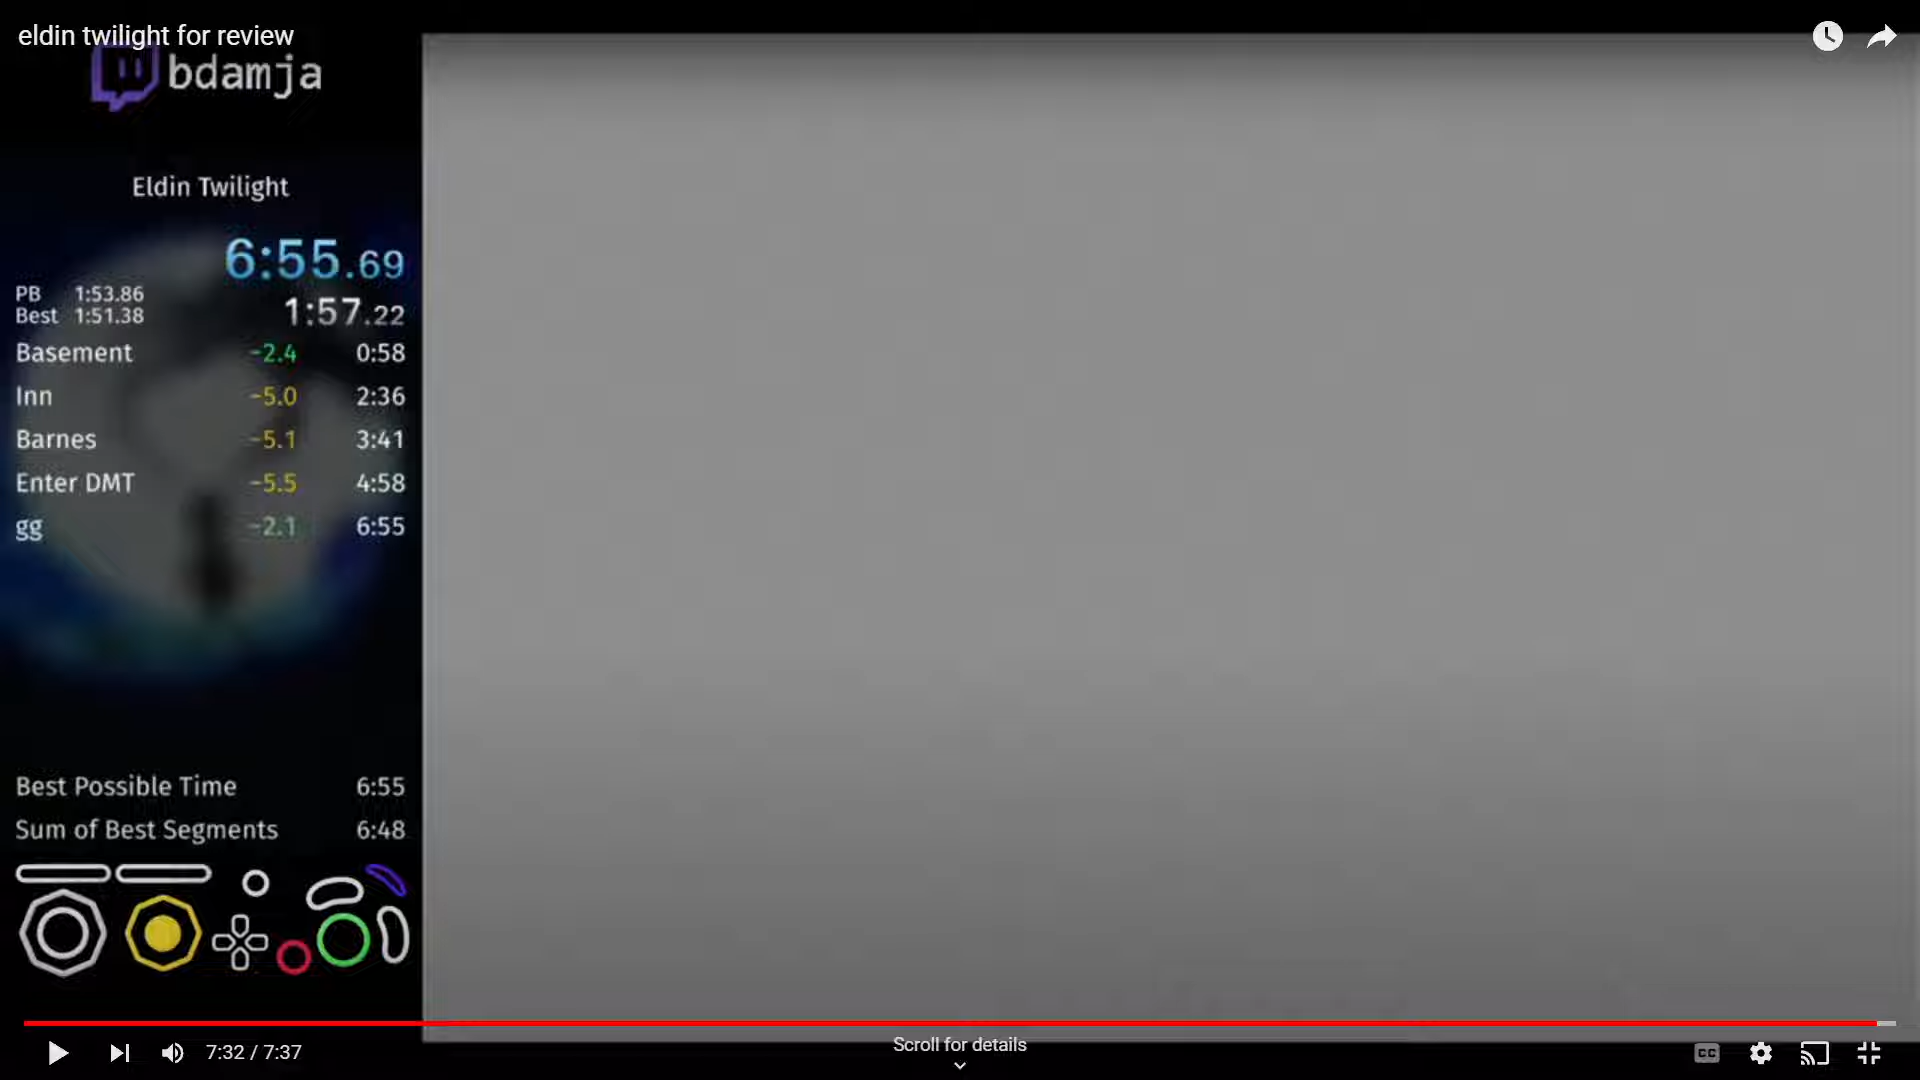 eldin twilight for review
bdamja
Eldin Twilight
6:55.69
PB 1:53.86
Best 1:51.38
1:57.22
Basement -2.4 0:58
Inn -5.0 2:36
Barnes -5.1 3:41
Enter DMT -5.5 4:58
gg -2.1 6:55
Best Possible Time 6:55
Sum of Best Segments 6:48
7:32 / 7:37
Scroll for details
CC